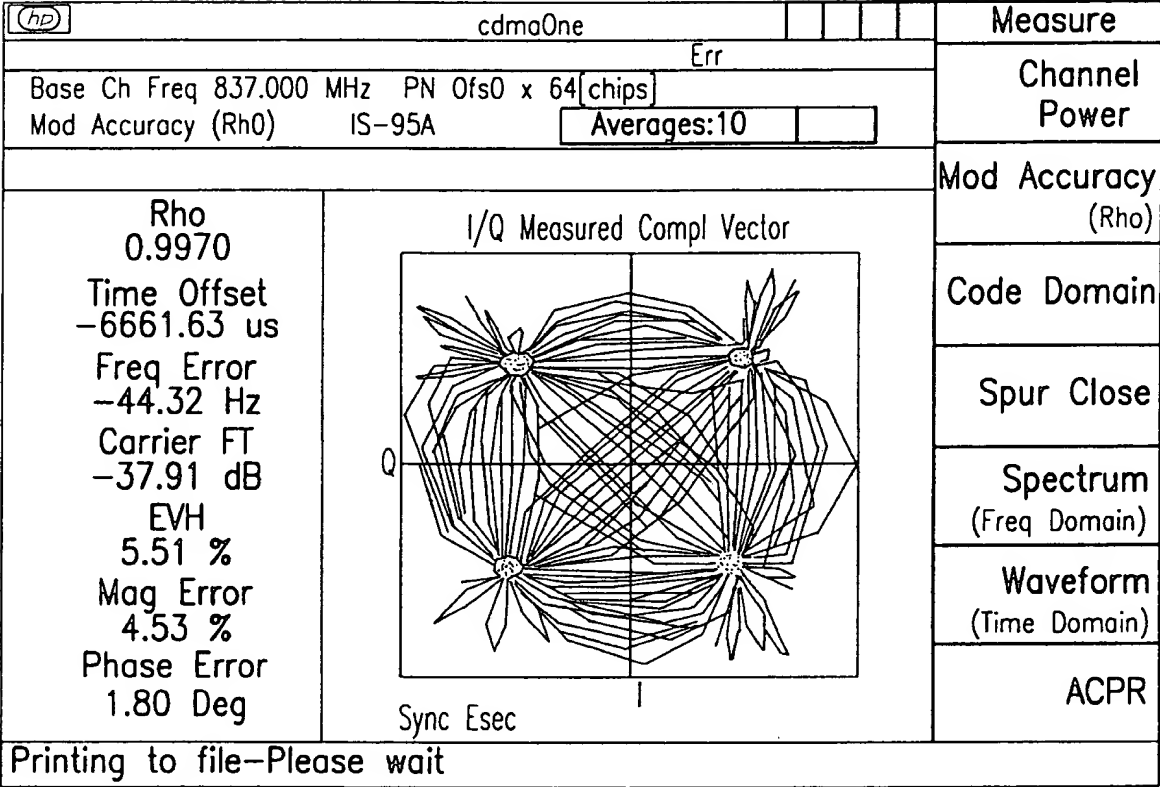 hp
cdmaOne
Err
Base Ch Freq 837.000 MHz PN Ofs0 x 64[chips]
Mod Accuracy (Rh0) IS-95A Averages:10
Rho
0.9970
Time Offset
-6661.63 us
Freq Error
-44.32 Hz
Carrier FT
-37.91 dB
EVH
5.51 %
Mag Error
4.53 %
Phase Error
1.80 Deg
I/Q Measured Compl Vector
Q
I
Sync Esec
Measure
Channel
Power
Mod Accuracy
(Rho)
Code Domain
Spur Close
Spectrum
(Freq Domain)
Waveform
(Time Domain)
ACPR
Printing to file-Please wait